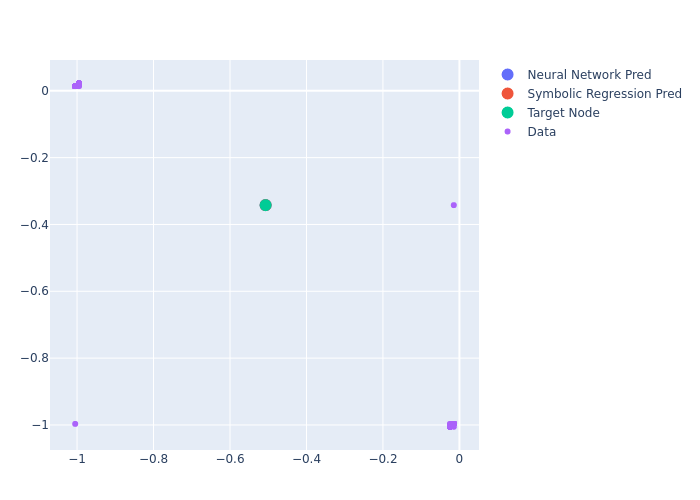 Neural Network Pred
Symbolic Regression Pred
Target Node
Data
0
−0.2
−0.4
−0.6
−0.8
−1
−1 −0.8 −0.6 −0.4 −0.2 0